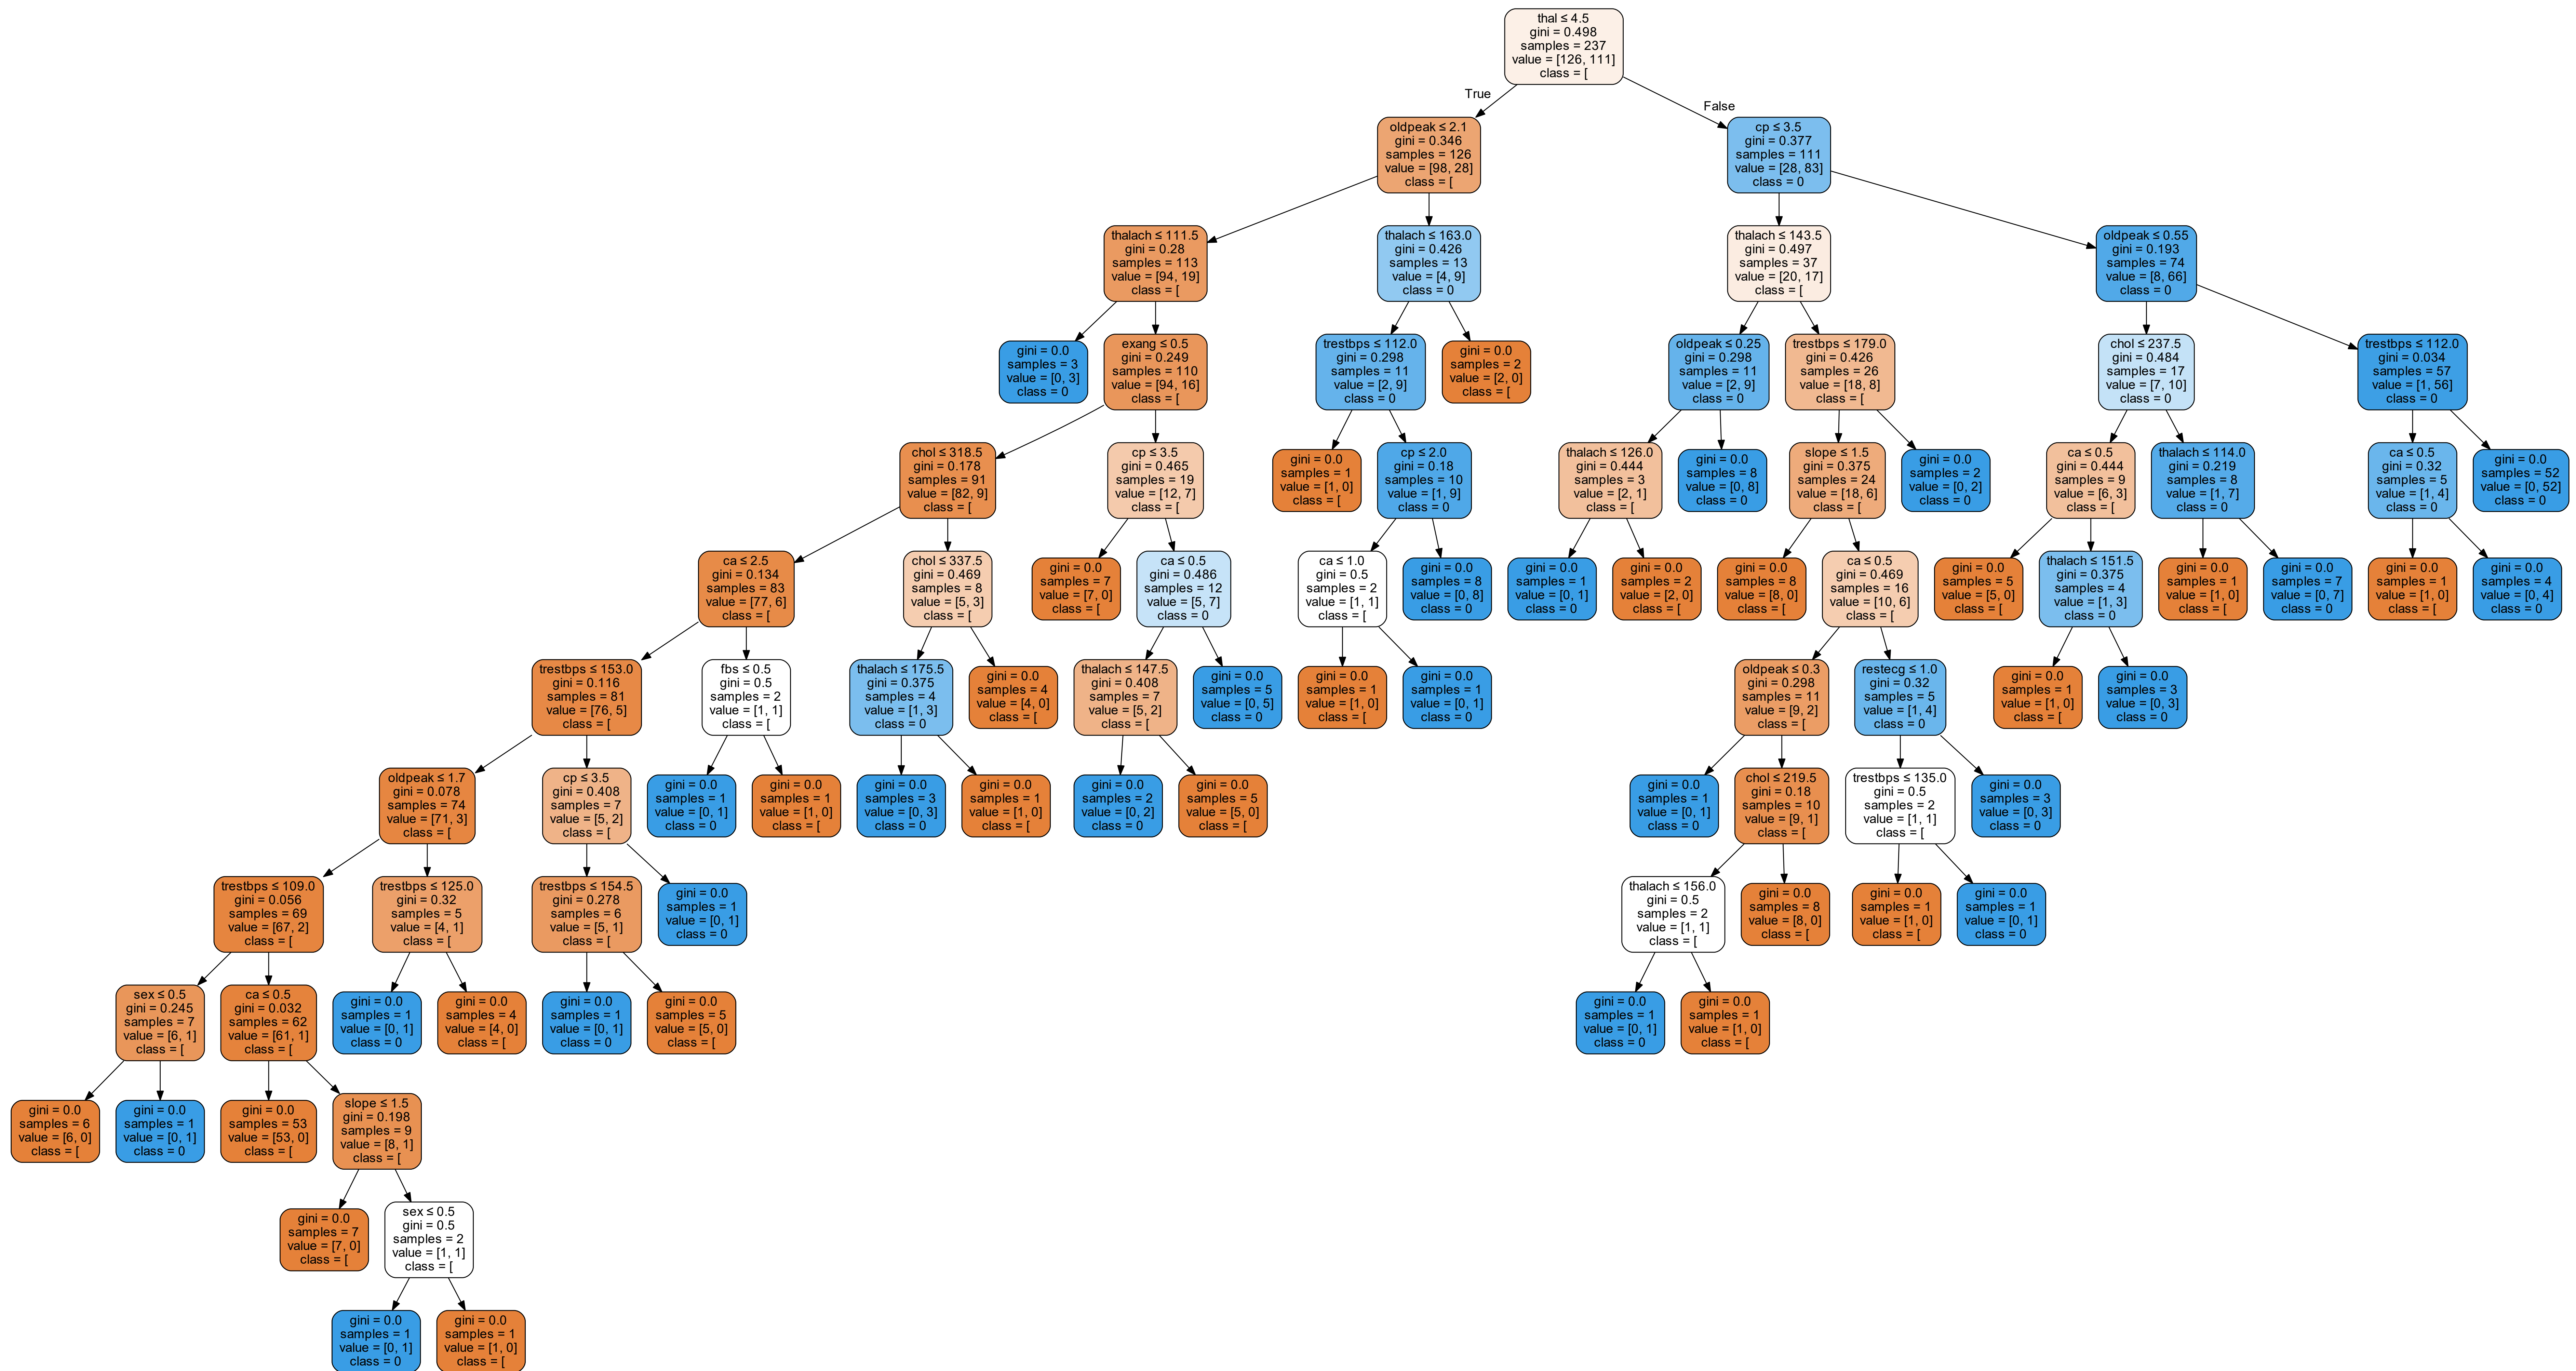 thal ≤ 4.5
gini = 0.498
samples = 237
value = [126, 111]
class = [
True
False
oldpeak ≤ 2.1
gini = 0.346
samples = 126
value = [98, 28]
class = [
cp ≤ 3.5
gini = 0.377
samples = 111
value = [28, 83]
class = 0
thalach ≤ 111.5
gini = 0.28
samples = 113
value = [94, 19]
class = [
thalach ≤ 163.0
gini = 0.426
samples = 13
value = [4, 9]
class = 0
thalach ≤ 143.5
gini = 0.497
samples = 37
value = [20, 17]
class = [
oldpeak ≤ 0.55
gini = 0.193
samples = 74
value = [8, 66]
class = 0
gini = 0.0
samples = 3
value = [0, 3]
class = 0
exang ≤ 0.5
gini = 0.249
samples = 110
value = [94, 16]
class = [
trestbps ≤ 112.0
gini = 0.298
samples = 11
value = [2, 9]
class = 0
gini = 0.0
samples = 2
value = [2, 0]
class = [
oldpeak ≤ 0.25
gini = 0.298
samples = 11
value = [2, 9]
class = 0
trestbps ≤ 179.0
gini = 0.426
samples = 26
value = [18, 8]
class = [
chol ≤ 237.5
gini = 0.484
samples = 17
value = [7, 10]
class = 0
trestbps ≤ 112.0
gini = 0.034
samples = 57
value = [1, 56]
class = 0
chol ≤ 318.5
gini = 0.178
samples = 91
value = [82, 9]
class = [
cp ≤ 3.5
gini = 0.465
samples = 19
value = [12, 7]
class = [
gini = 0.0
samples = 1
value = [1, 0]
class = [
cp ≤ 2.0
gini = 0.18
samples = 10
value = [1, 9]
class = 0
thalach ≤ 126.0
gini = 0.444
samples = 3
value = [2, 1]
class = [
gini = 0.0
samples = 8
value = [0, 8]
class = 0
slope ≤ 1.5
gini = 0.375
samples = 24
value = [18, 6]
class = [
gini = 0.0
samples = 2
value = [0, 2]
class = 0
ca ≤ 0.5
gini = 0.444
samples = 9
value = [6, 3]
class = [
thalach ≤ 114.0
gini = 0.219
samples = 8
value = [1, 7]
class = 0
ca ≤ 0.5
gini = 0.32
samples = 5
value = [1, 4]
class = 0
gini = 0.0
samples = 52
value = [0, 52]
class = 0
ca ≤ 2.5
gini = 0.134
samples = 83
value = [77, 6]
class = [
chol ≤ 337.5
gini = 0.469
samples = 8
value = [5, 3]
class = [
gini = 0.0
samples = 7
value = [7, 0]
class = [
ca ≤ 0.5
gini = 0.486
samples = 12
value = [5, 7]
class = 0
ca ≤ 1.0
gini = 0.5
samples = 2
value = [1, 1]
class = [
gini = 0.0
samples = 8
value = [0, 8]
class = 0
gini = 0.0
samples = 1
value = [0, 1]
class = 0
gini = 0.0
samples = 2
value = [2, 0]
class = [
gini = 0.0
samples = 8
value = [8, 0]
class = [
ca ≤ 0.5
gini = 0.469
samples = 16
value = [10, 6]
class = [
gini = 0.0
samples = 5
value = [5, 0]
class = [
thalach ≤ 151.5
gini = 0.375
samples = 4
value = [1, 3]
class = 0
gini = 0.0
samples = 1
value = [1, 0]
class = [
gini = 0.0
samples = 7
value = [0, 7]
class = 0
gini = 0.0
samples = 1
value = [1, 0]
class = [
gini = 0.0
samples = 4
value = [0, 4]
class = 0
trestbps ≤ 153.0
gini = 0.116
samples = 81
value = [76, 5]
class = [
fbs ≤ 0.5
gini = 0.5
samples = 2
value = [1, 1]
class = [
thalach ≤ 175.5
gini = 0.375
samples = 4
value = [1, 3]
class = 0
gini = 0.0
samples = 4
value = [4, 0]
class = [
thalach ≤ 147.5
gini = 0.408
samples = 7
value = [5, 2]
class = [
gini = 0.0
samples = 5
value = [0, 5]
class = 0
gini = 0.0
samples = 1
value = [1, 0]
class = [
gini = 0.0
samples = 1
value = [0, 1]
class = 0
oldpeak ≤ 0.3
gini = 0.298
samples = 11
value = [9, 2]
class = [
restecg ≤ 1.0
gini = 0.32
samples = 5
value = [1, 4]
class = 0
gini = 0.0
samples = 1
value = [1, 0]
class = [
gini = 0.0
samples = 3
value = [0, 3]
class = 0
oldpeak ≤ 1.7
gini = 0.078
samples = 74
value = [71, 3]
class = [
cp ≤ 3.5
gini = 0.408
samples = 7
value = [5, 2]
class = [
gini = 0.0
samples = 1
value = [0, 1]
class = 0
gini = 0.0
samples = 1
value = [1, 0]
class = [
gini = 0.0
samples = 3
value = [0, 3]
class = 0
gini = 0.0
samples = 1
value = [1, 0]
class = [
gini = 0.0
samples = 2
value = [0, 2]
class = 0
gini = 0.0
samples = 5
value = [5, 0]
class = [
gini = 0.0
samples = 1
value = [0, 1]
class = 0
chol ≤ 219.5
gini = 0.18
samples = 10
value = [9, 1]
class = [
trestbps ≤ 135.0
gini = 0.5
samples = 2
value = [1, 1]
class = [
gini = 0.0
samples = 3
value = [0, 3]
class = 0
trestbps ≤ 109.0
gini = 0.056
samples = 69
value = [67, 2]
class = [
trestbps ≤ 125.0
gini = 0.32
samples = 5
value = [4, 1]
class = [
trestbps ≤ 154.5
gini = 0.278
samples = 6
value = [5, 1]
class = [
gini = 0.0
samples = 1
value = [0, 1]
class = 0
thalach ≤ 156.0
gini = 0.5
samples = 2
value = [1, 1]
class = [
gini = 0.0
samples = 8
value = [8, 0]
class = [
gini = 0.0
samples = 1
value = [1, 0]
class = [
gini = 0.0
samples = 1
value = [0, 1]
class = 0
sex ≤ 0.5
gini = 0.245
samples = 7
value = [6, 1]
class = [
ca ≤ 0.5
gini = 0.032
samples = 62
value = [61, 1]
class = [
gini = 0.0
samples = 1
value = [0, 1]
class = 0
gini = 0.0
samples = 4
value = [4, 0]
class = [
gini = 0.0
samples = 1
value = [0, 1]
class = 0
gini = 0.0
samples = 5
value = [5, 0]
class = [
gini = 0.0
samples = 1
value = [0, 1]
class = 0
gini = 0.0
samples = 1
value = [1, 0]
class = [
gini = 0.0
samples = 6
value = [6, 0]
class = [
gini = 0.0
samples = 1
value = [0, 1]
class = 0
gini = 0.0
samples = 53
value = [53, 0]
class = [
slope ≤ 1.5
gini = 0.198
samples = 9
value = [8, 1]
class = [
gini = 0.0
samples = 7
value = [7, 0]
class = [
sex ≤ 0.5
gini = 0.5
samples = 2
value = [1, 1]
class = [
gini = 0.0
samples = 1
value = [0, 1]
class = 0
gini = 0.0
samples = 1
value = [1, 0]
class = [